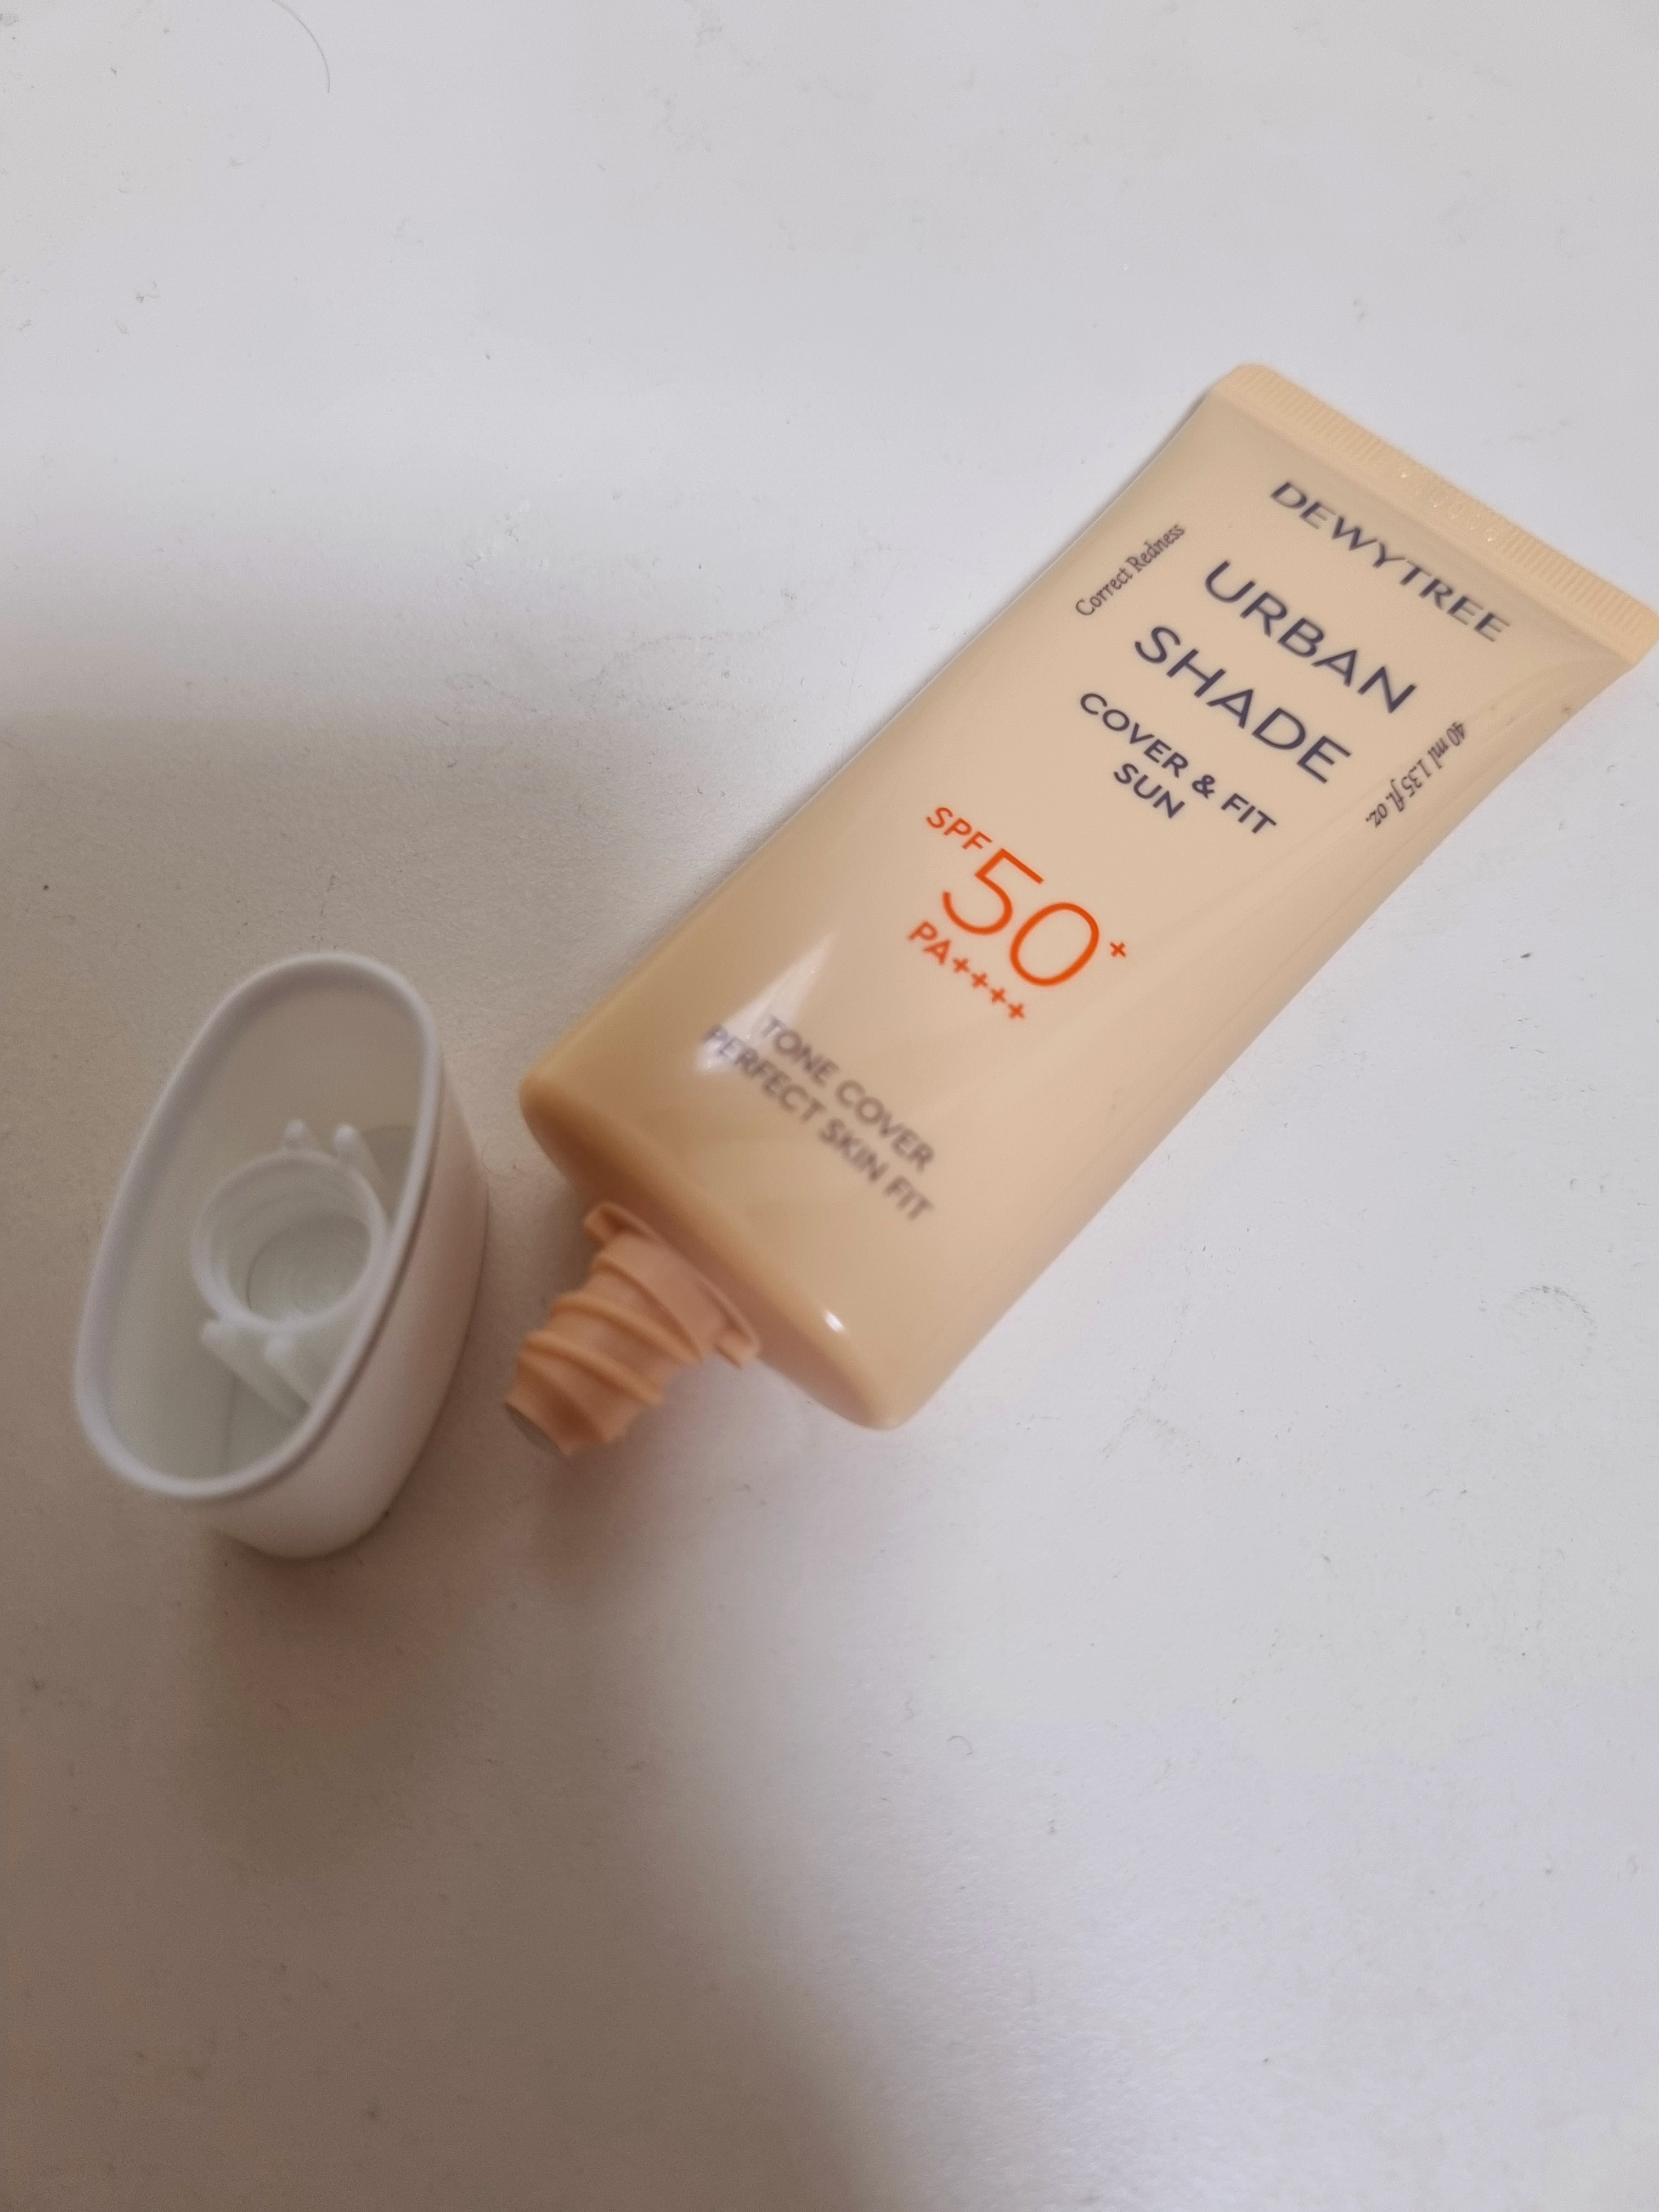 DEWYTREE
Correct Redness
URBAN
SHADE
COVER & FIT
SUN
40 ml 1.35 fl. oz.
SPF 50+
PA++++
TONE COVER
PERFECT SKIN FIT